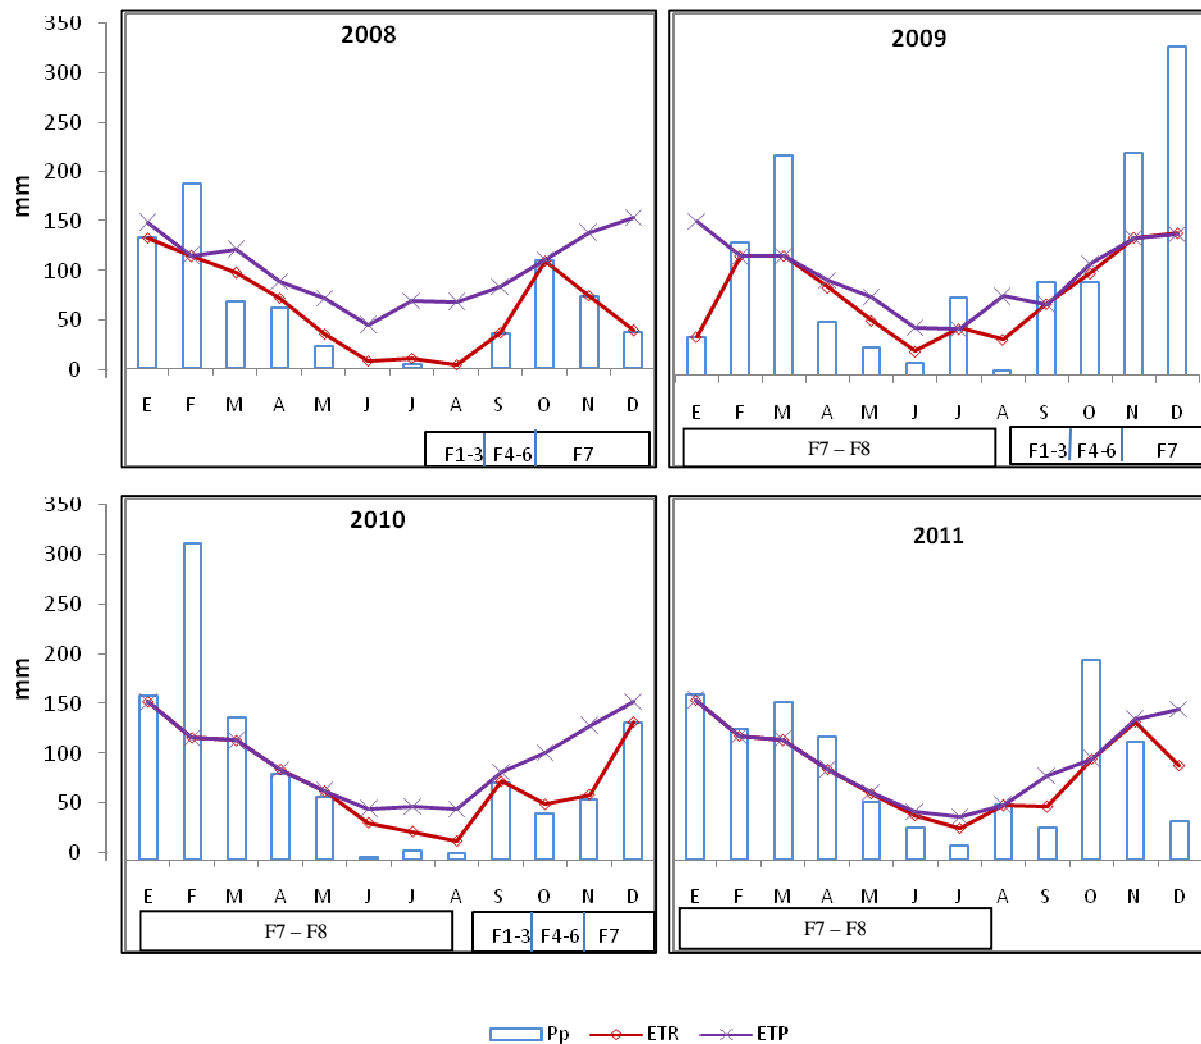 2008
mm
350
300
250
200
150
100
50
0
E F M A M J J A S O N D
F1-3 F4-6 F7
2009
E F M A M J J A S O N D
F7 – F8
F1-3 F4-6 F7
2010
mm
350
300
250
200
150
100
50
0
E F M A M J J A S O N D
F7 – F8
F1-3 F4-6 F7
2011
E F M A M J J A S O N D
F7 – F8
Pp ETR ETP